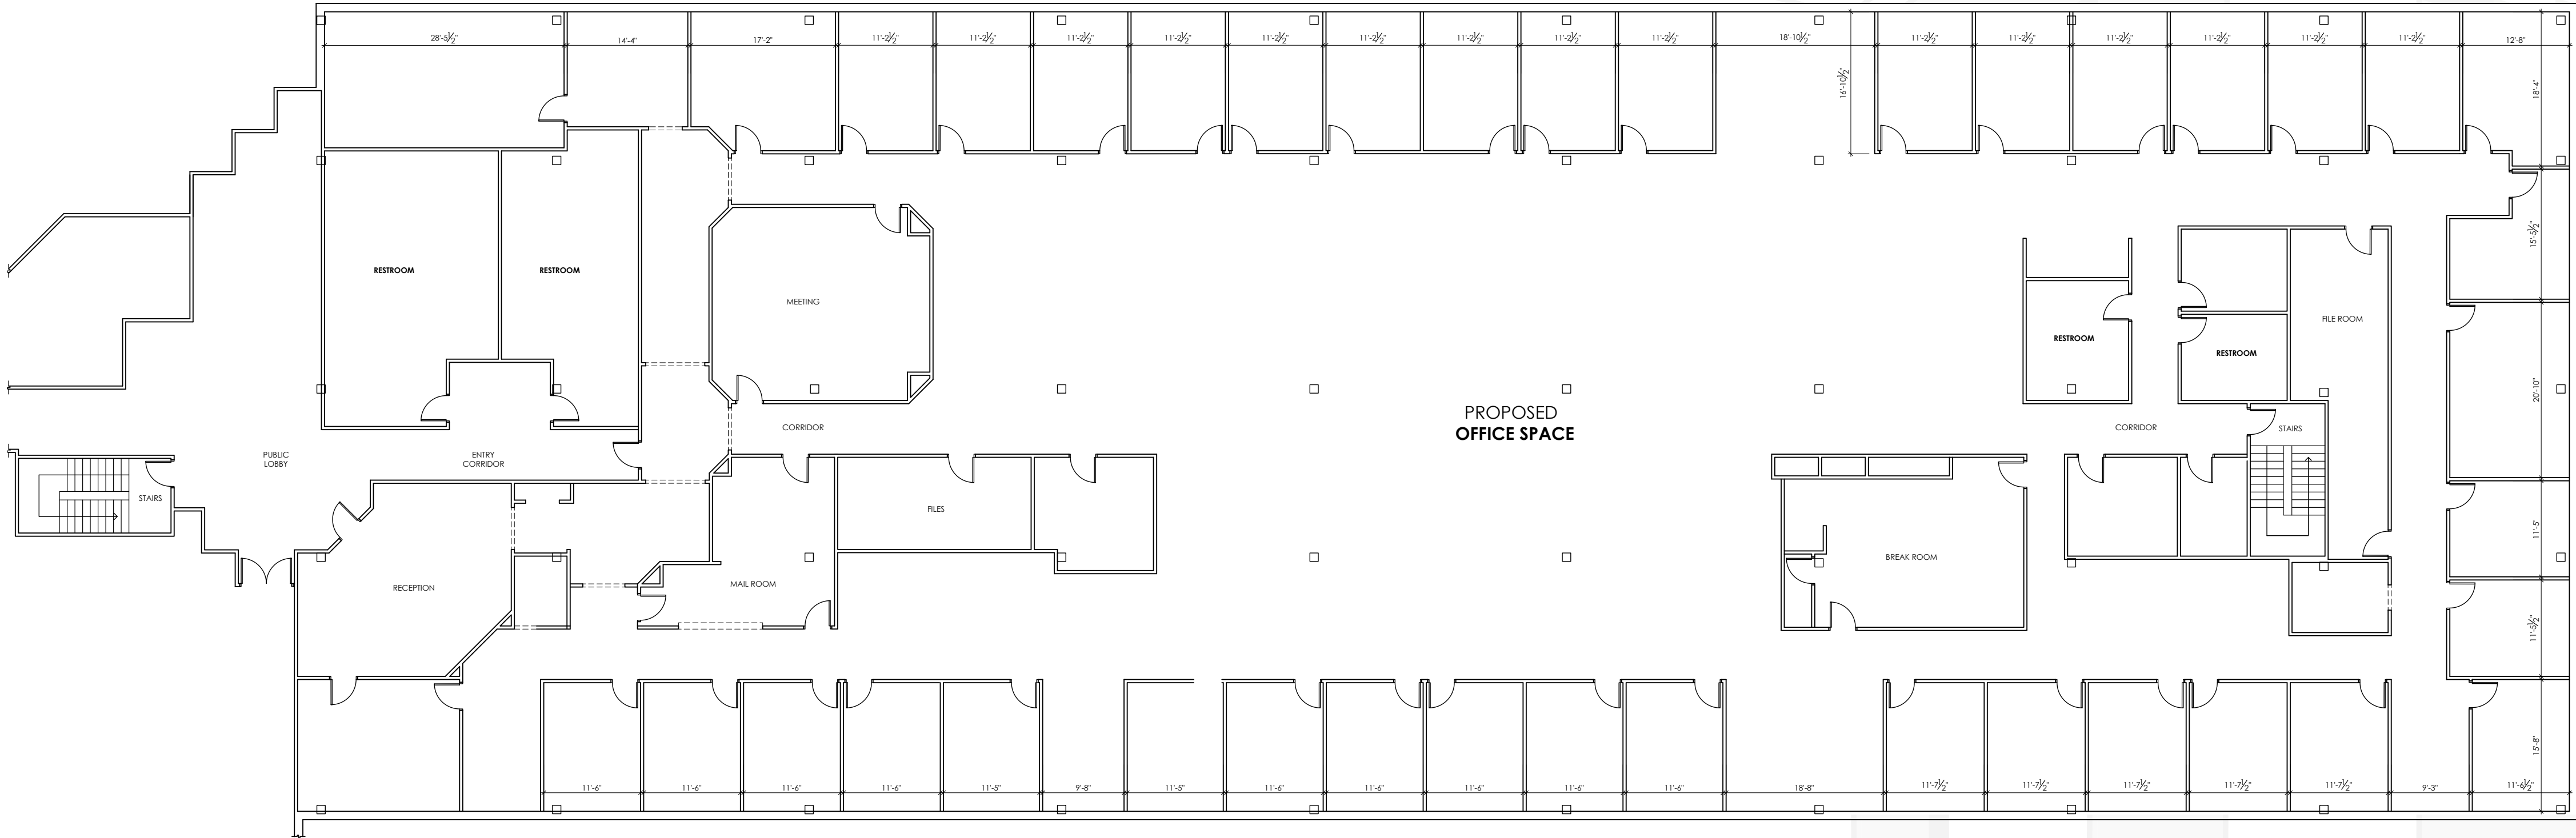 28'-5½"
14'-4"
17'-2"
11'-2½"
11'-2½"
11'-2½"
11'-2½"
11'-2½"
11'-2½"
11'-2½"
11'-2½"
11'-2½"
18'-10½"
11'-2½"
11'-2½"
11'-2½"
11'-2½"
11'-2½"
11'-2½"
12'-8"
16'-10½"
18'-4"
15'-5½"
RESTROOM
RESTROOM
MEETING
FILE ROOM
RESTROOM
RESTROOM
20'-10"
PROPOSED
OFFICE SPACE
CORRIDOR
CORRIDOR
STAIRS
PUBLIC
LOBBY
ENTRY
CORRIDOR
STAIRS
FILES
11'-5"
BREAK ROOM
RECEPTION
MAIL ROOM
11'-5½"
15'-8"
11'-6"
11'-6"
11'-6"
11'-6"
11'-5"
9'-8"
11'-5"
11'-6"
11'-6"
11'-6"
11'-6"
11'-6"
18'-8"
11'-7½"
11'-7½"
11'-7½"
11'-7½"
11'-7½"
9'-3"
11'-6½"